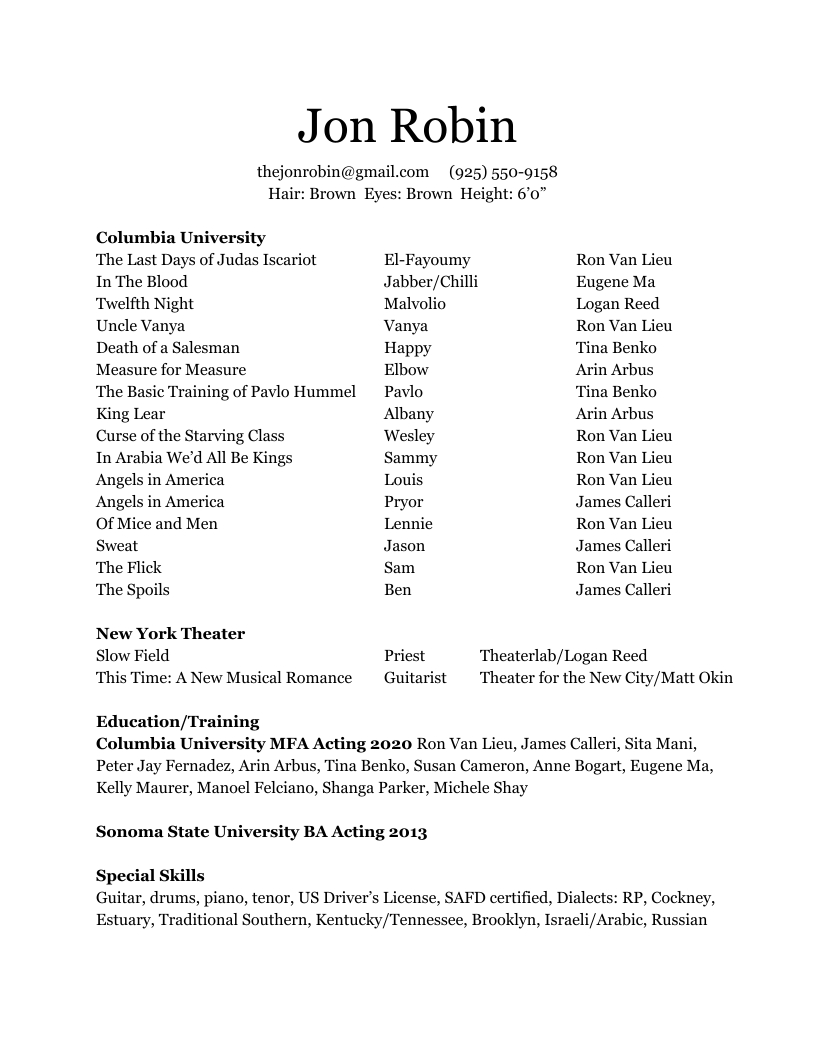 Jon Robin
thejonrobin@gmail.com (925) 550-9158
Hair: Brown Eyes: Brown Height: 6'0”
Columbia University
The Last Days of Judas Iscariot El-Fayoumy Ron Van Lieu
In The Blood Jabber/Chilli Eugene Ma
Twelfth Night Malvolio Logan Reed
Uncle Vanya Vanya Ron Van Lieu
Death of a Salesman Happy Tina Benko
Measure for Measure Elbow Arin Arbus
The Basic Training of Pavlo Hummel Pavlo Tina Benko
King Lear Albany Arin Arbus
Curse of the Starving Class Wesley Ron Van Lieu
In Arabia We’d All Be Kings Sammy Ron Van Lieu
Angels in America Louis Ron Van Lieu
Angels in America Pryor James Calleri
Of Mice and Men Lennie Ron Van Lieu
Sweat Jason James Calleri
The Flick Sam Ron Van Lieu
The Spoils Ben James Calleri
New York Theater
Slow Field Priest Theaterlab/Logan Reed
This Time: A New Musical Romance Guitarist Theater for the New City/Matt Okin
Education/Training
Columbia University MFA Acting 2020 Ron Van Lieu, James Calleri, Sita Mani,
Peter Jay Fernadez, Arin Arbus, Tina Benko, Susan Cameron, Anne Bogart, Eugene Ma,
Kelly Maurer, Manoel Felciano, Shanga Parker, Michele Shay
Sonoma State University BA Acting 2013
Special Skills
Guitar, drums, piano, tenor, US Driver’s License, SAFD certified, Dialects: RP, Cockney,
Estuary, Traditional Southern, Kentucky/Tennessee, Brooklyn, Israeli/Arabic, Russian